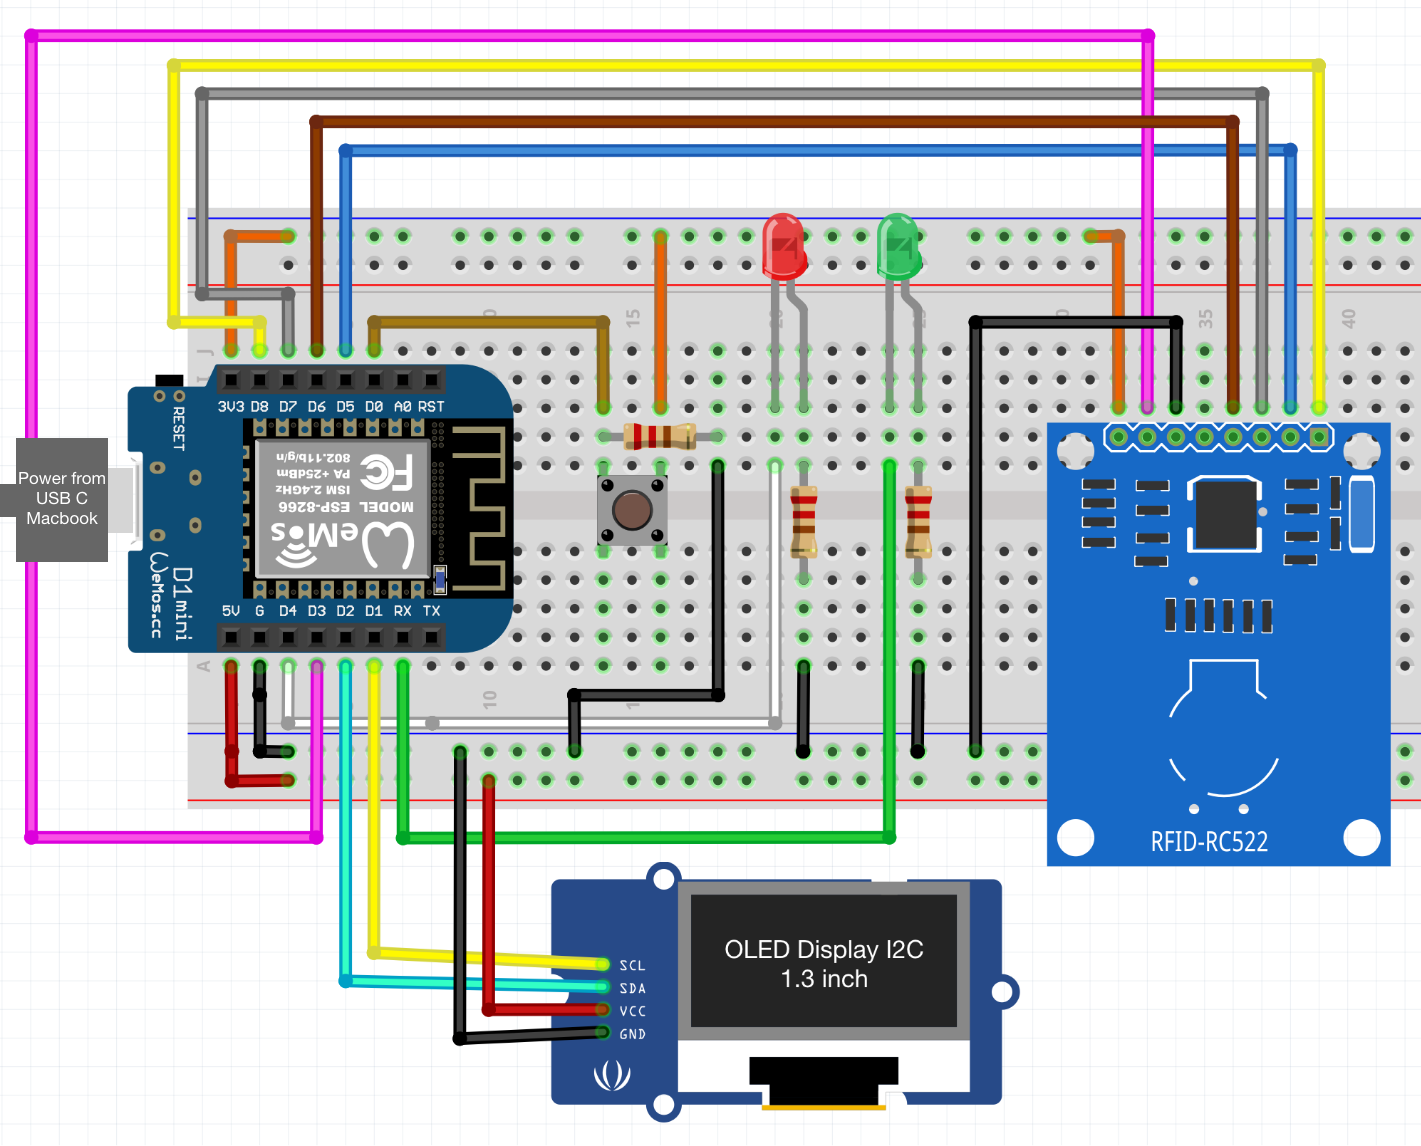 15
20
25
35
40
J
3V3 D8 D7 D6 D5 D0 A0 RST
RESET
Power from
USB C
Macbook
802.11b/g/n
PA +25dBm
ISM 2.4GHz
MODEL ESP-8266
FC
WeMos
D1 mini
WeMos.cc
5V G D4 D3 D2 D1 RX TX
A
10
RFID-RC522
OLED Display I2C
1.3 inch
SCL
SDA
VCC
GND